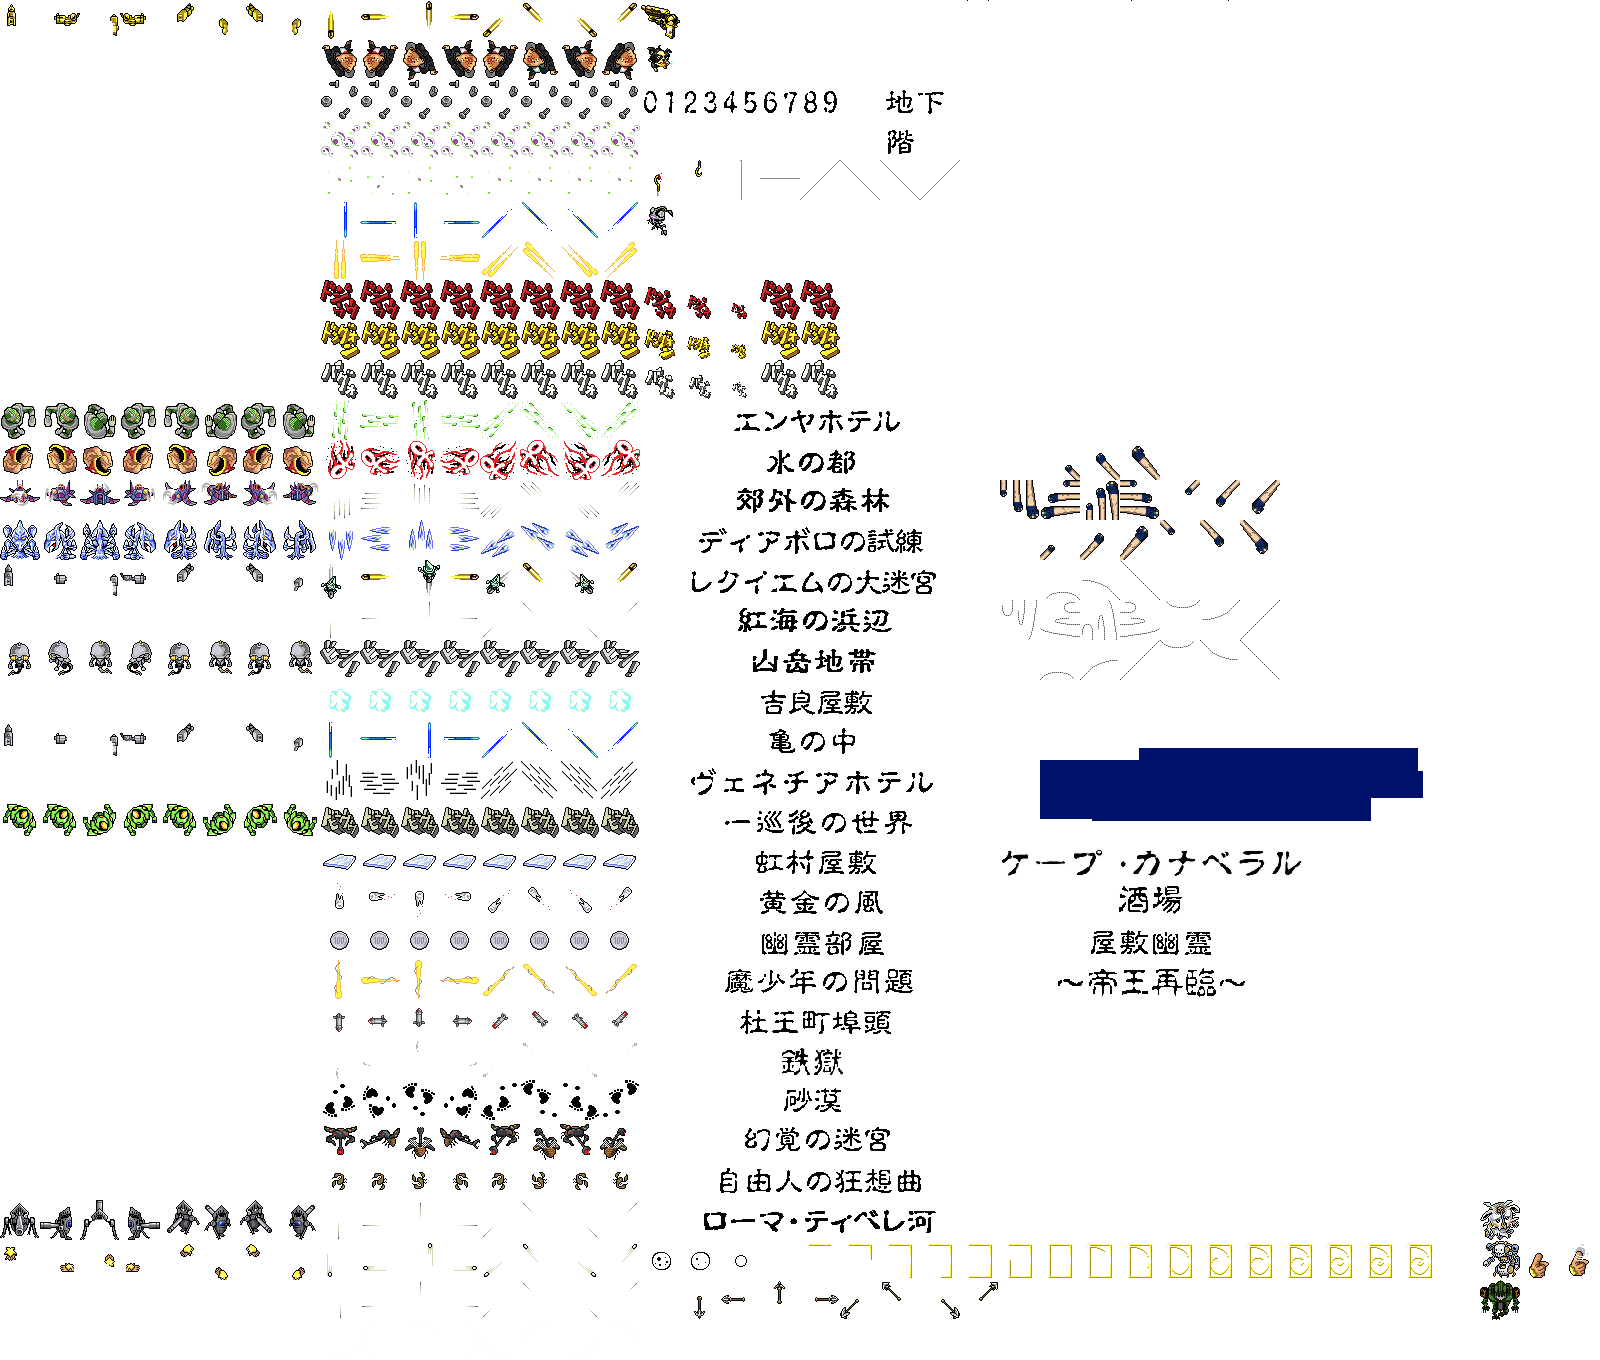 0123456789 地下
階
エンヤホテル
水の都
郊外の森林
ディアボロの試練
レクイエムの大迷宮
紅海の浜辺
山岳地帯
吉良屋敷
亀の中
ヴェネチアホテル
一巡後の世界
虹村屋敷 ケープ・カナベラル
黄金の風 酒場
幽霊部屋 屋敷幽霊
魔少年の問題 ～帝王再臨～
杜王町埠頭
鉄獄
砂漠
幻覚の迷宮
自由人の狂想曲
ローマ・ティベレ河